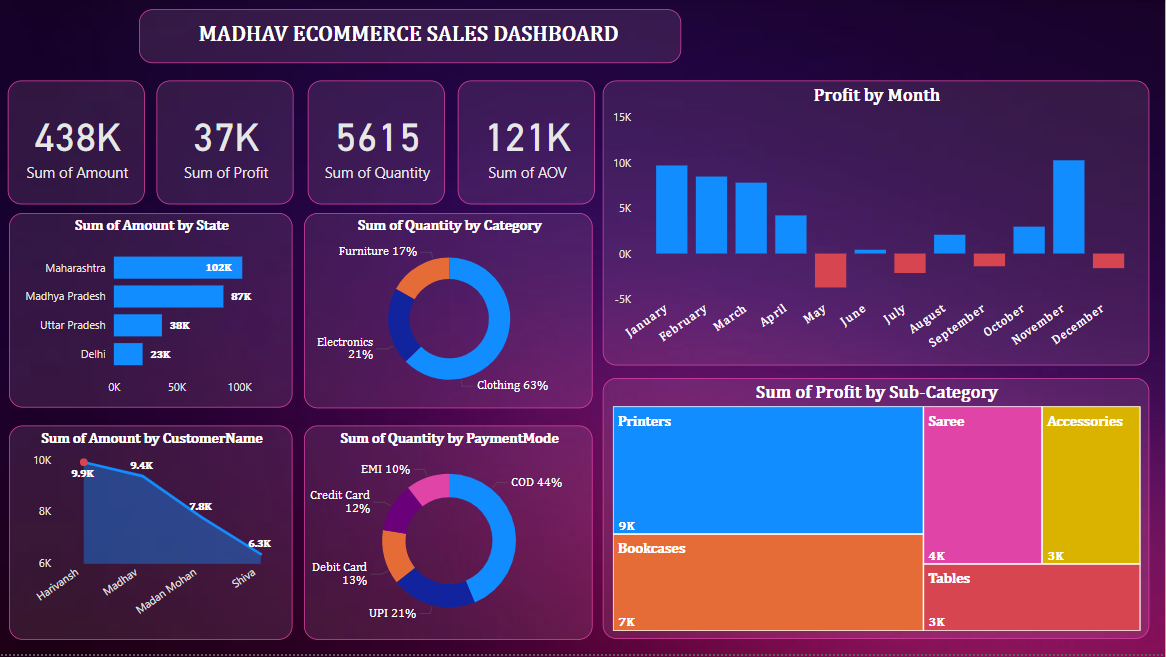 MADHAV ECOMMERCE SALES DASHBOARD
438K
Sum of Amount
37K
Sum of Profit
5615
Sum of Quantity
121K
Sum of AOV
Profit by Month
15K
10K
5K
0K
-5K
January
February
March
April
May
June
July
August
September
October
November
December
Sum of Amount by State
Maharashtra
102K
Madhya Pradesh
87K
Uttar Pradesh
38K
Delhi
23K
0K
50K
100K
Sum of Quantity by Category
Furniture 17%
Electronics
21%
Clothing 63%
Sum of Profit by Sub-Category
Printers
9K
Bookcases
7K
Saree
4K
Accessories
3K
Tables
3K
Sum of Amount by CustomerName
10K
8K
6K
9.9K
9.4K
7.8K
6.3K
Harivansh
Madhav
Madan Mohan
Shiva
Sum of Quantity by PaymentMode
EMI 10%
COD 44%
Credit Card
12%
Debit Card
13%
UPI 21%